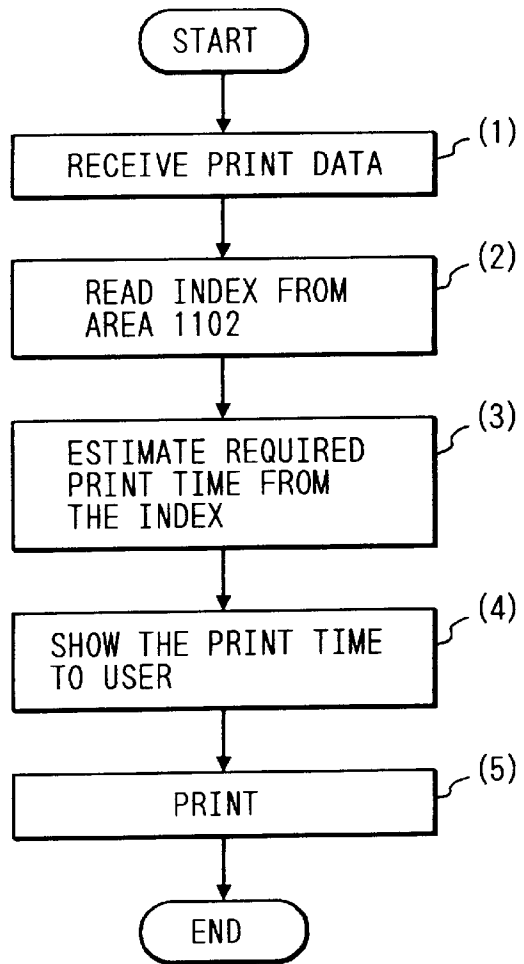 START
(1)
RECEIVE PRINT DATA
(2)
READ INDEX FROM
AREA 1102
(3)
ESTIMATE REQUIRED
PRINT TIME FROM
THE INDEX
(4)
SHOW THE PRINT TIME
TO USER
(5)
PRINT
END